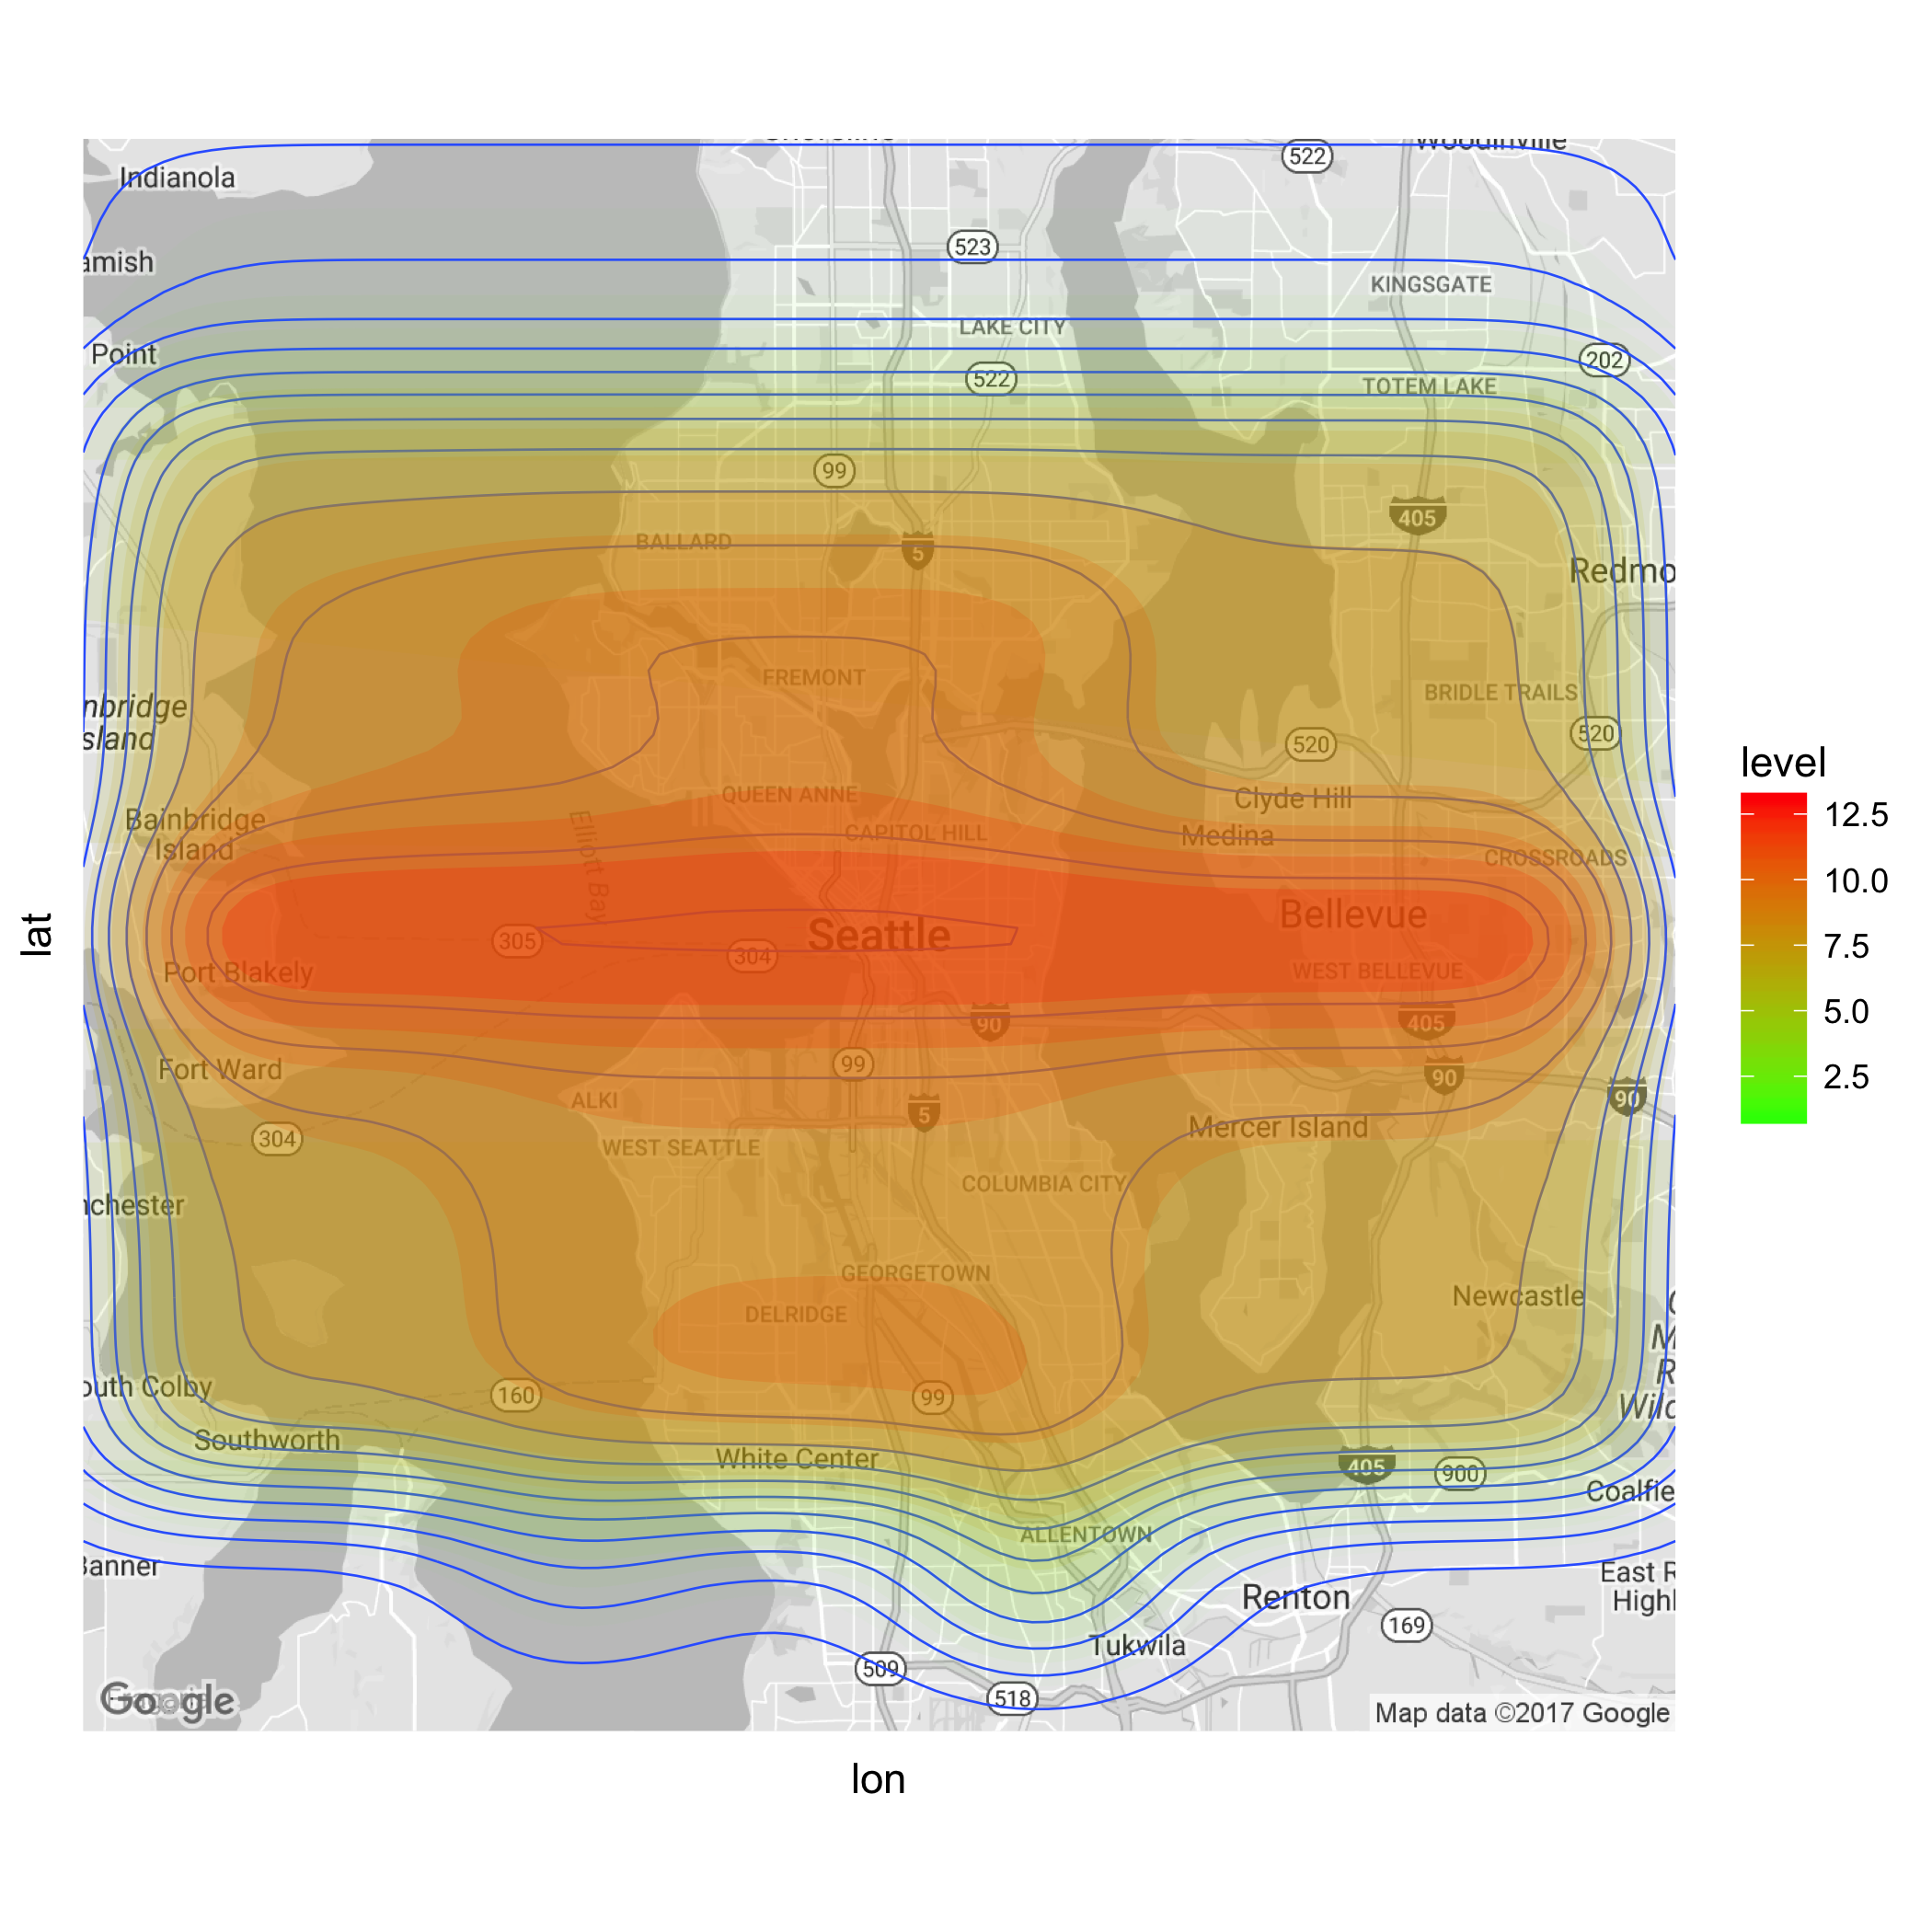 Indianola
Woodinville
522
523
amish
KINGSGATE
LAKE CITY
Point
202
522
TOTEM LAKE
99
405
BALLARD
5
Redmo
FREMONT
BRIDLE TRAILS
nbridge
sland
520
520
level
QUEEN ANNE
Clyde Hill
12.5
Bainbridge
Island
CAPITOL HILL
Medina
Elliott Bay
CROSSROADS
10.0
Bellevue
lat
305
Seattle
304
7.5
Port Blakely
WEST BELLEVUE
5.0
90
405
Fort Ward
99
90
2.5
ALKI
5
90
304
WEST SEATTLE
Mercer Island
COLUMBIA CITY
nchester
GEORGETOWN
DELRIDGE
Newcastle
outh Colby
160
99
Wild
Southworth
White Center
405
900
Coalfie
ALLENTOWN
Banner
East R
Highl
Renton
169
Tukwila
509
518
Google
Map data ©2017 Google
lon